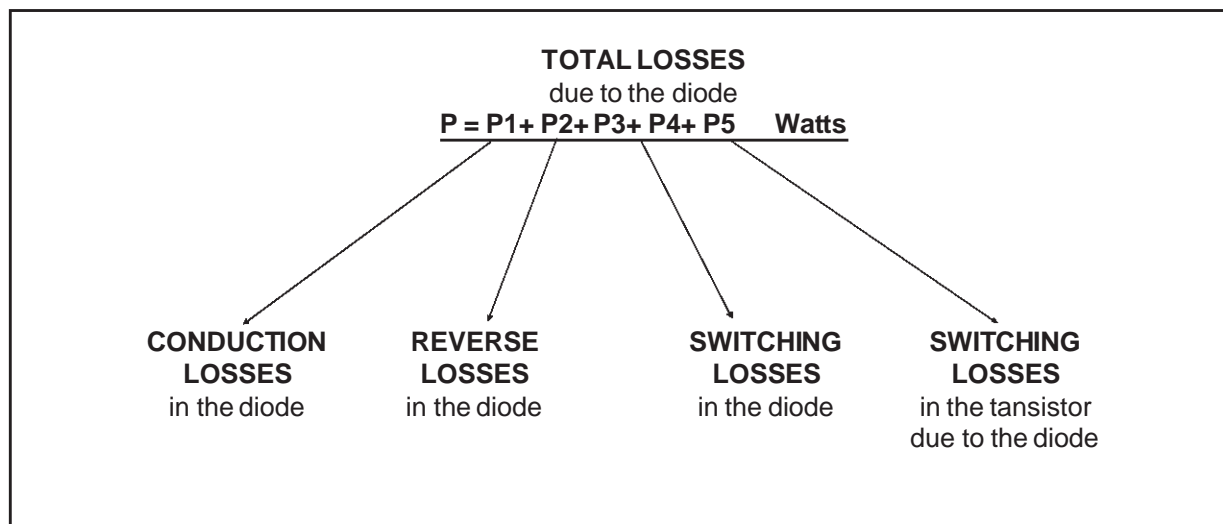 TOTAL LOSSES
due to the diode
P = P1+ P2+ P3+ P4+ P5 Watts
CONDUCTION
LOSSES
in the diode
REVERSE
LOSSES
in the diode
SWITCHING
LOSSES
in the diode
SWITCHING
LOSSES
in the tansistor
due to the diode